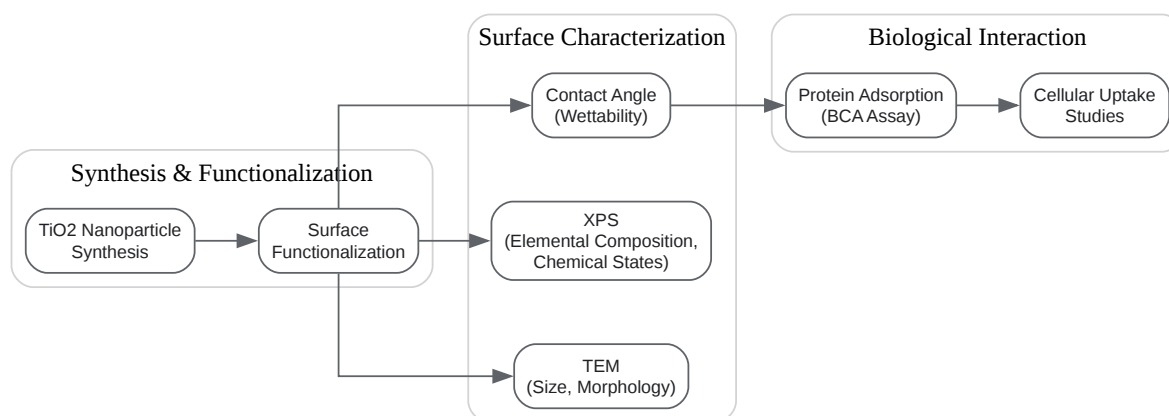 Surface Characterization
Biological Interaction
Contact Angle
(Wettability)
Protein Adsorption
(BCA Assay)
Cellular Uptake
Studies
Synthesis & Functionalization
TiO2 Nanoparticle
Synthesis
Surface
Functionalization
XPS
(Elemental Composition,
Chemical States)
TEM
(Size, Morphology)